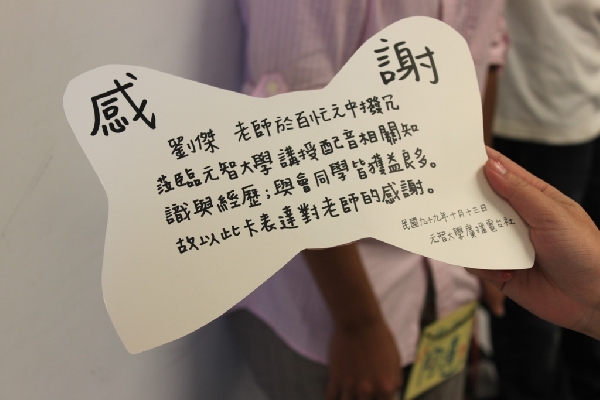 感 謝
劉傑 老師於百忙之中撥冗
蒞臨元智大學講授配音相關知
識與經歷；與會同學皆獲益良多。
故以此卡表達對老師的感謝。
民國九十九年十月十三日
元智大學廣播電台社